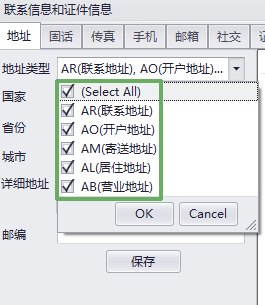 联系信息和证件信息
地址 固话 传真 手机 邮箱 社交
地址类型 AR(联系地址), AO(开户地址)...
国家 (Select All)
AR(联系地址)
省份 AO(开户地址)
AM(寄送地址)
城市
AL(居住地址)
详细地址 AB(营业地址)
OK Cancel
邮编
保存